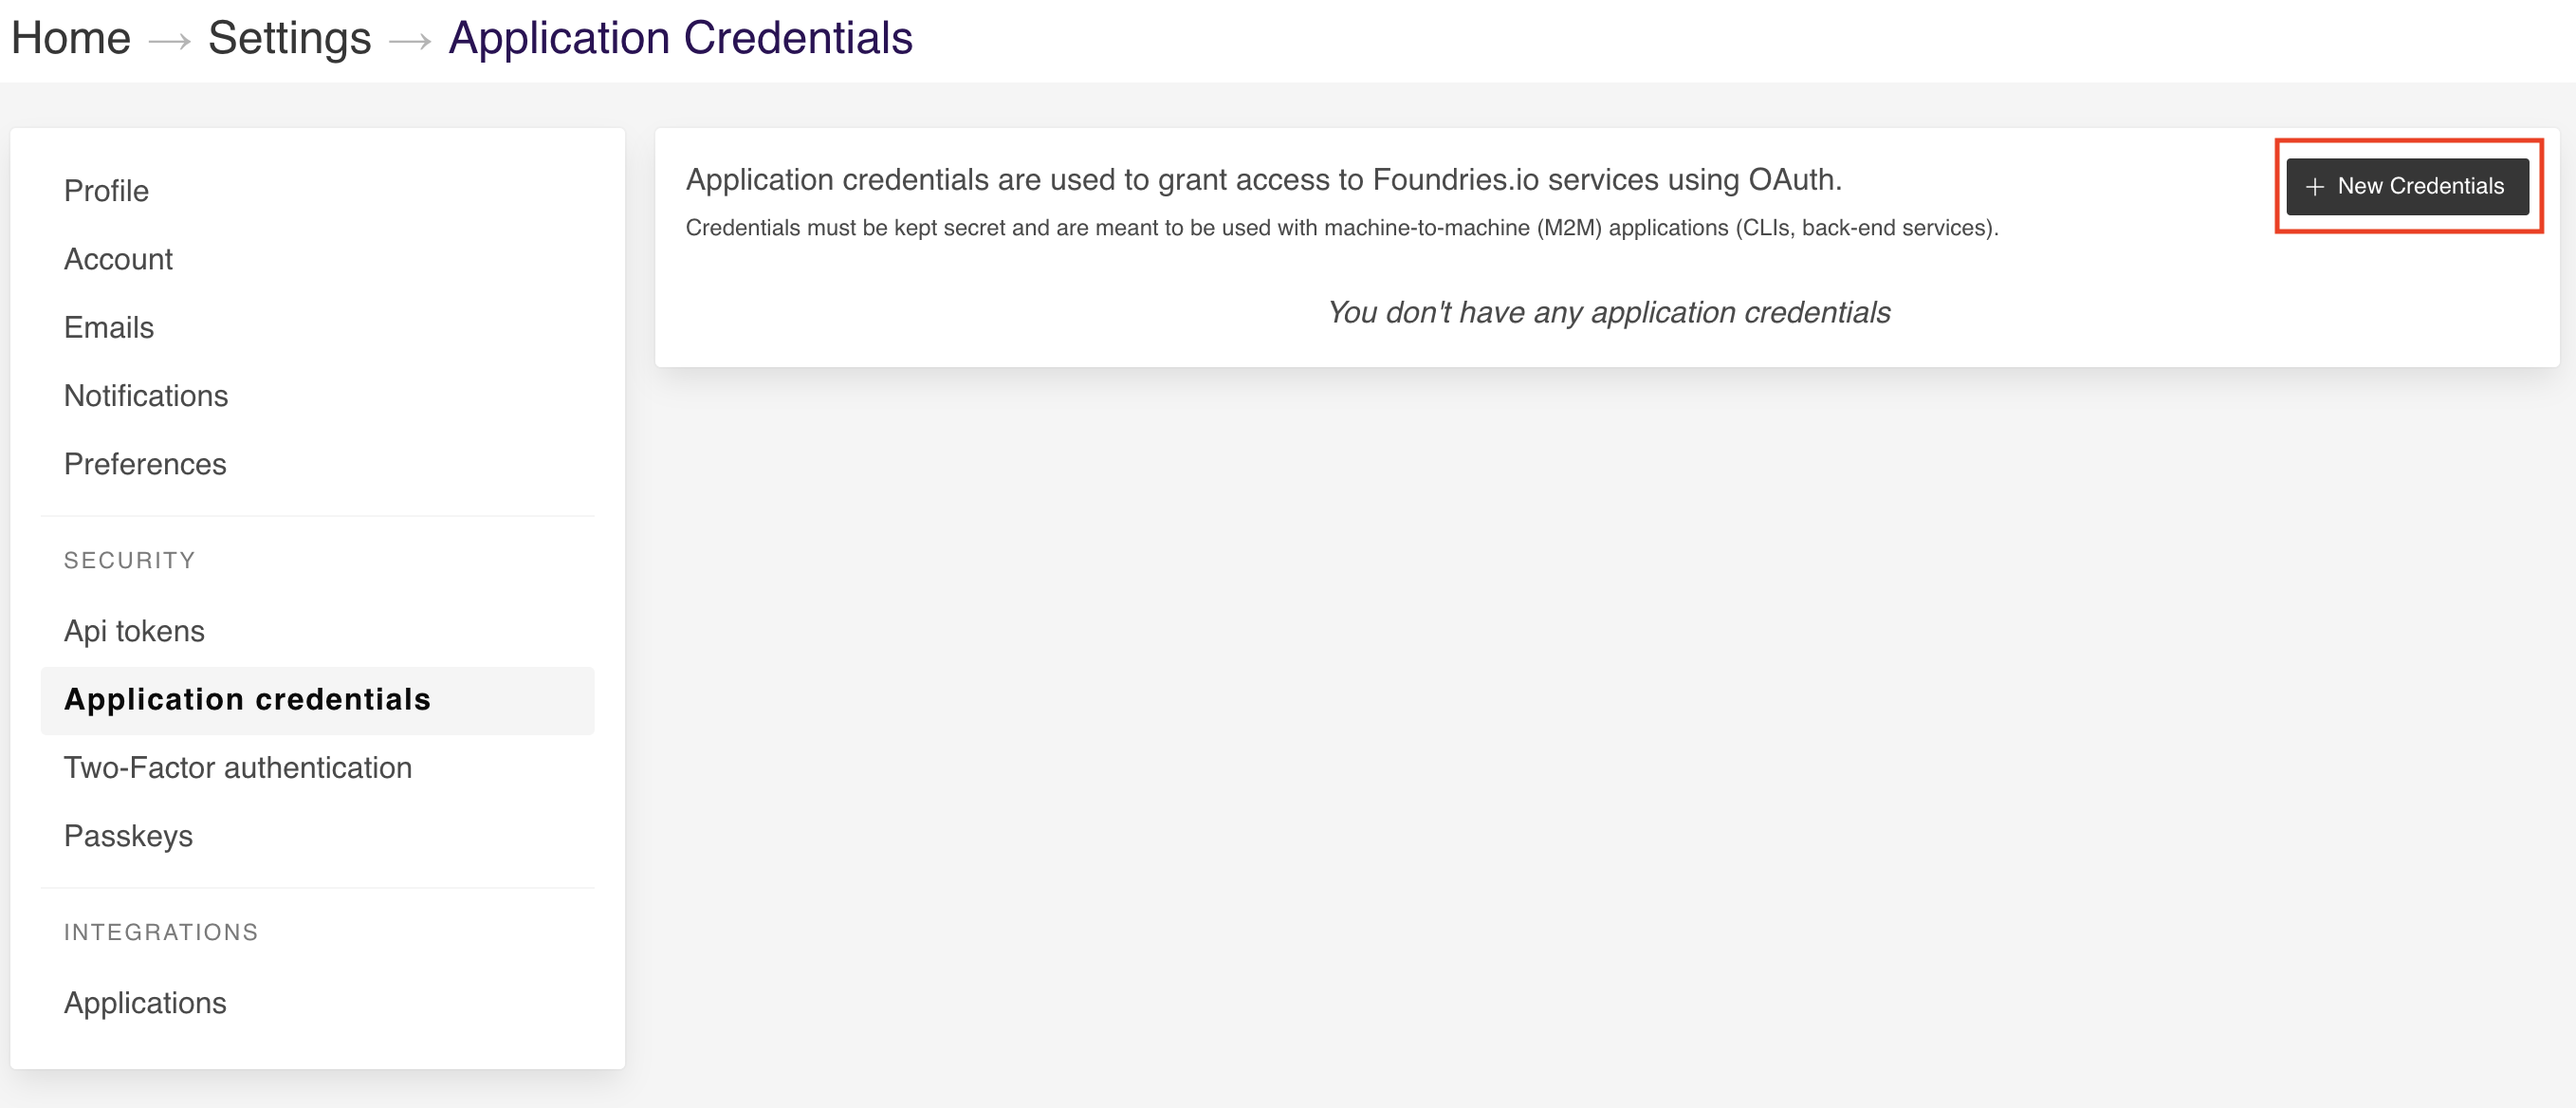 Home → Settings → Application Credentials
Profile
Account
Emails
Notifications
Preferences
SECURITY
Api tokens
Application credentials
Two-Factor authentication
Passkeys
INTEGRATIONS
Applications
Application credentials are used to grant access to Foundries.io services using OAuth.
Credentials must be kept secret and are meant to be used with machine-to-machine (M2M) applications (CLIs, back-end services).
+ New Credentials
You don't have any application credentials